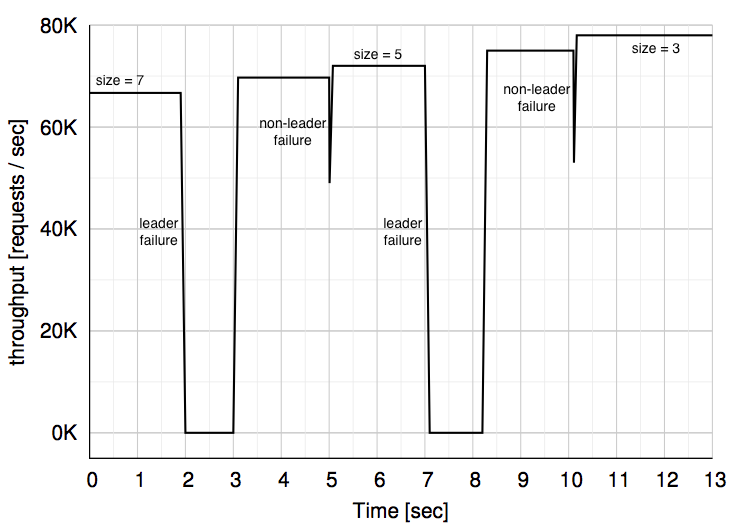 80K
60K
40K
20K
0K
throughput [requests / sec]
size = 7
leader
failure
non-leader
failure
size = 5
leader
failure
non-leader
failure
size = 3
0 1 2 3 4 5 6 7 8 9 10 11 12 13
Time [sec]